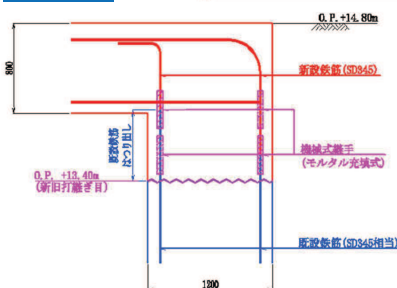 O.P.+14.80m
800
新設鉄筋(SD345)
既設鉄筋
はつり出し
機械式継手
(モルタル充填式)
O.P.+13.40m
(新旧打継ぎ目)
既設鉄筋(SD345相当)
1200